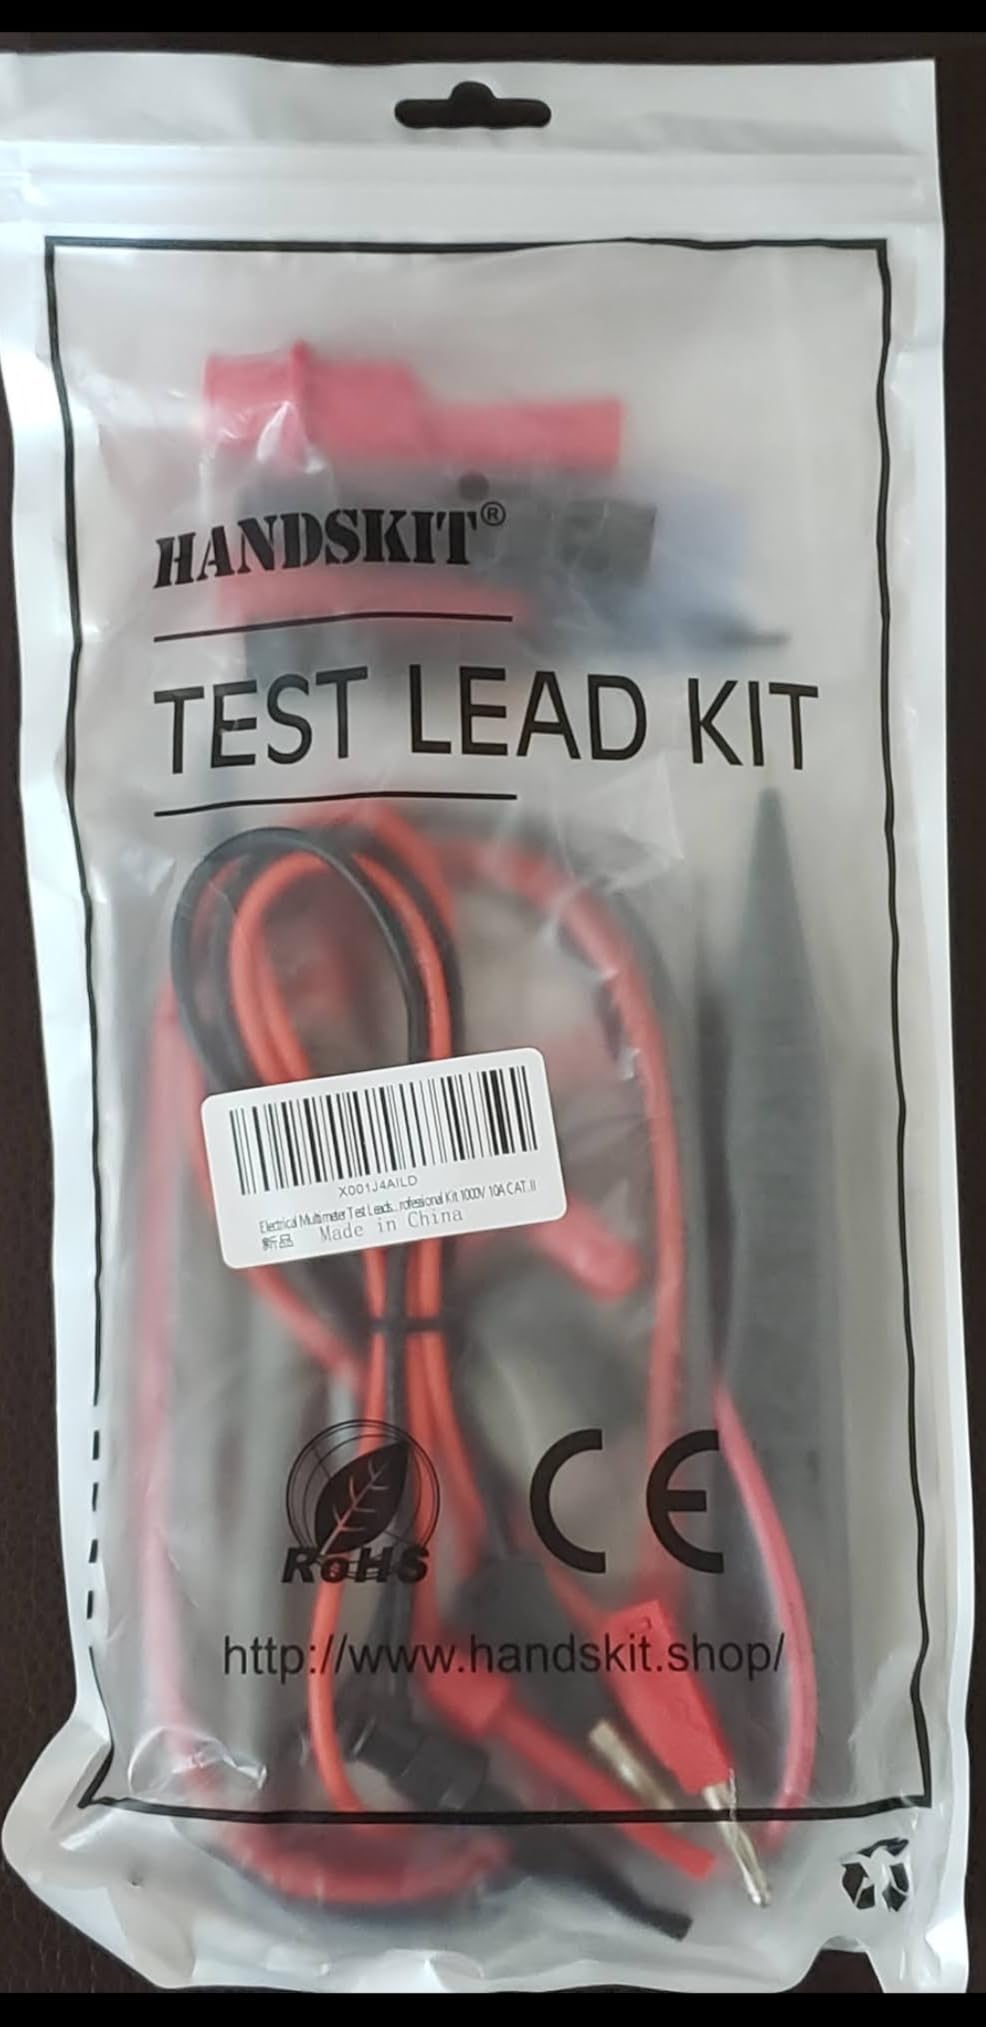 HANDSKIT®
TEST LEAD KIT
X001J4AILD
Electrical Multimeter Test Leads...rofessional Kit 1000V 10A CAT.II
新品 Made in China
RoHS CE
http://www.handskit.shop/